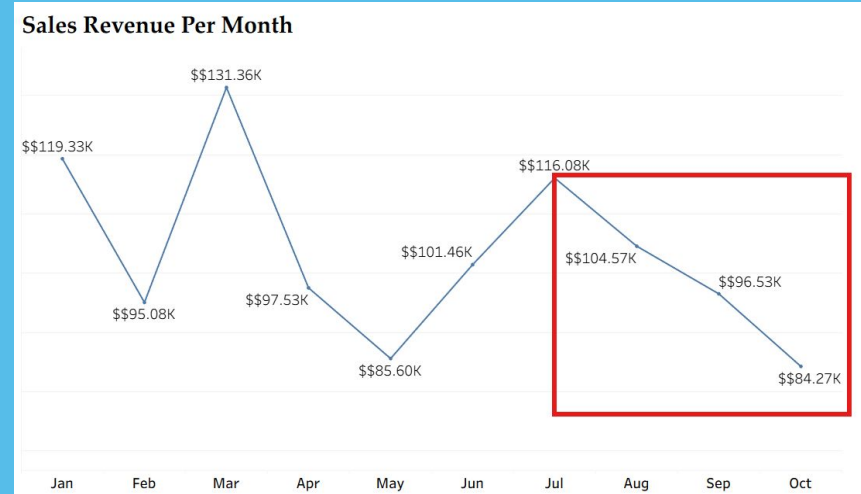 Sales Revenue Per Month
$$131.36K
$$119.33K
$$116.08K
$$101.46K
$$104.57K
$$96.53K
$$97.53K
$$95.08K
$$85.60K
$$84.27K
Jan Feb Mar Apr May Jun Jul Aug Sep Oct